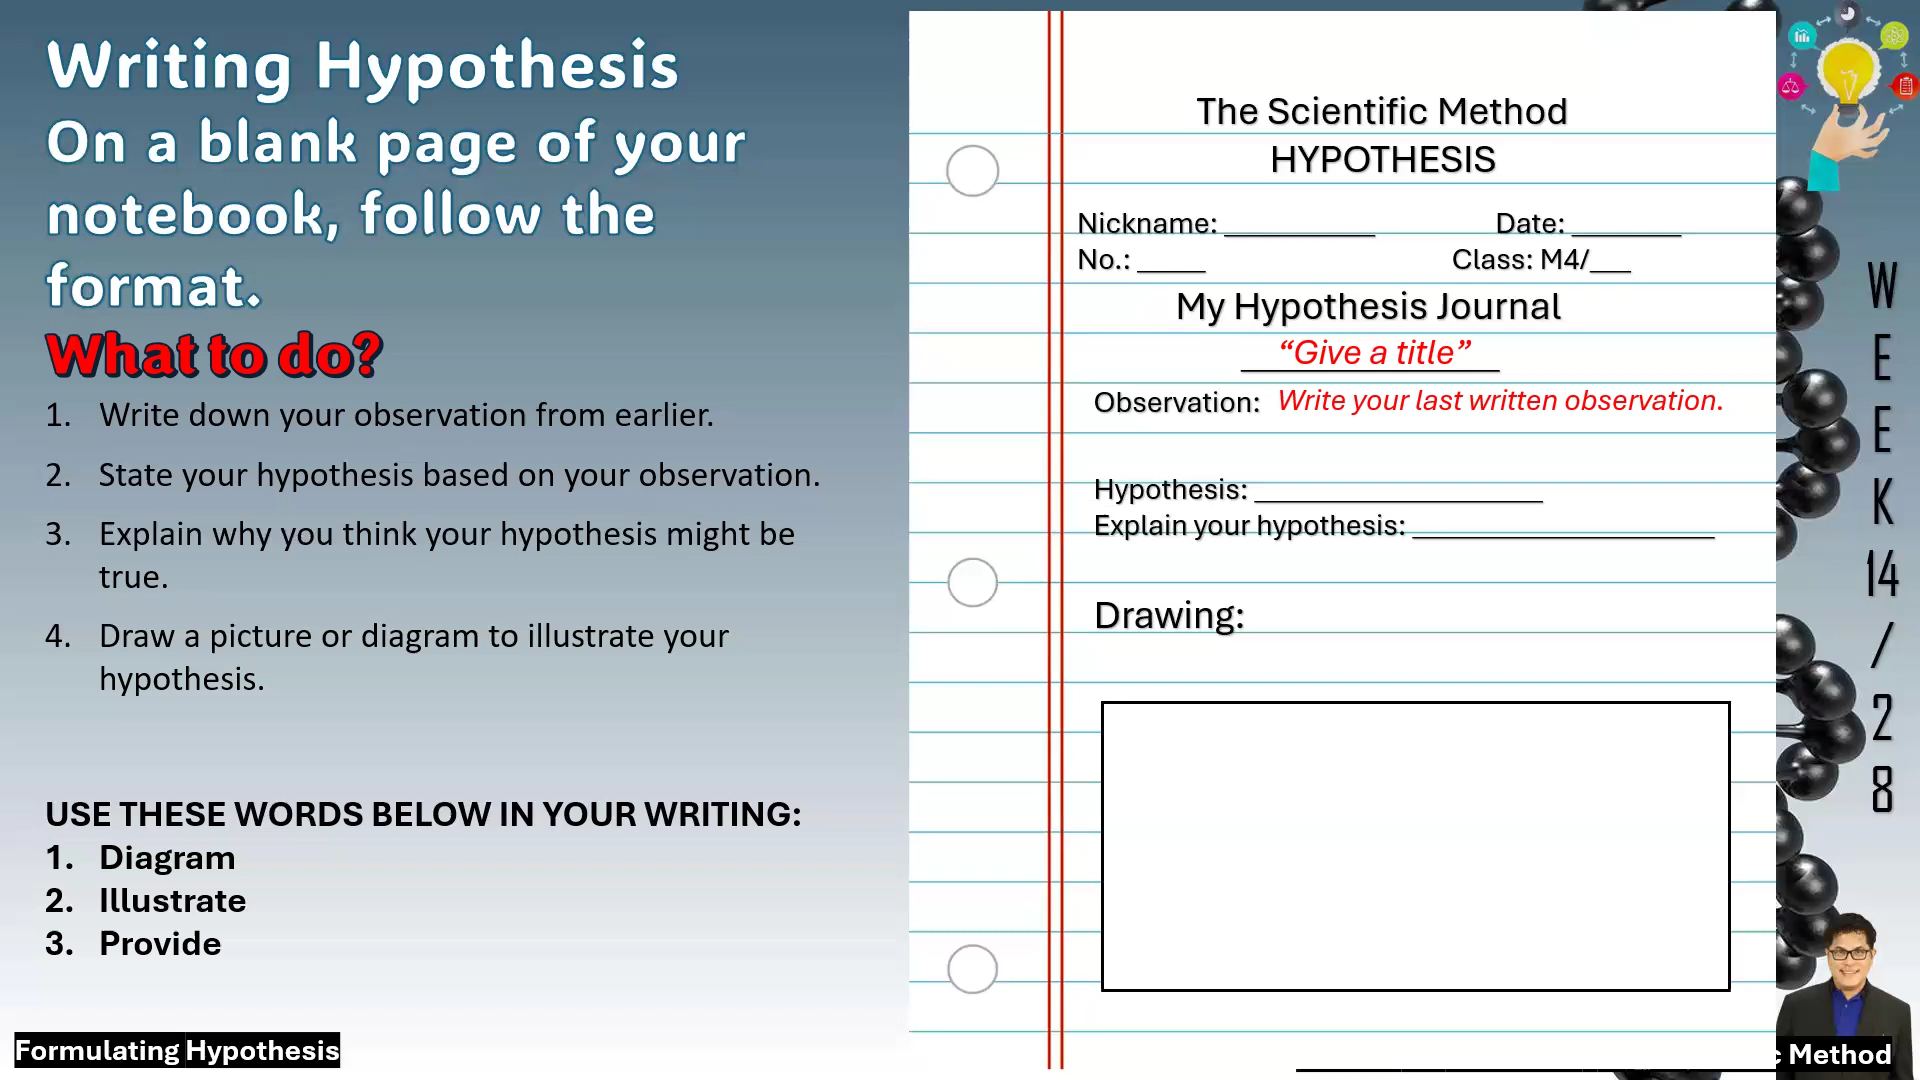 Writing Hypothesis
On a blank page of your
notebook, follow the
format.
What to do?
1. Write down your observation from earlier.
2. State your hypothesis based on your observation.
3. Explain why you think your hypothesis might be
true.
4. Draw a picture or diagram to illustrate your
hypothesis.
USE THESE WORDS BELOW IN YOUR WRITING:
1. Diagram
2. Illustrate
3. Provide
Formulating Hypothesis
The Scientific Method
HYPOTHESIS
Nickname: ___________ Date: ________
No.: _____ Class: M4/___
My Hypothesis Journal
“Give a title”
Observation: Write your last written observation.
Hypothesis: _____________________
Explain your hypothesis: ______________________
Drawing:
WEEK 14/28
c Method